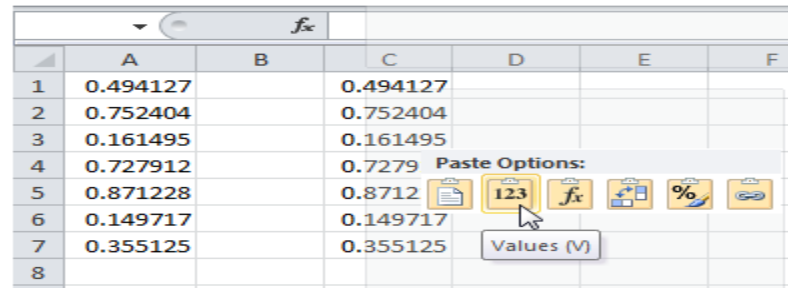 fx
A B C D E F
1 0.494127 0.494127
2 0.752404 0.752404
3 0.161495 0.161495
4 0.727912 0.7279 Paste Options:
5 0.871228 0.8712 123 fx %
6 0.149717 0.149717
7 0.355125 0.355125 Values (V)
8